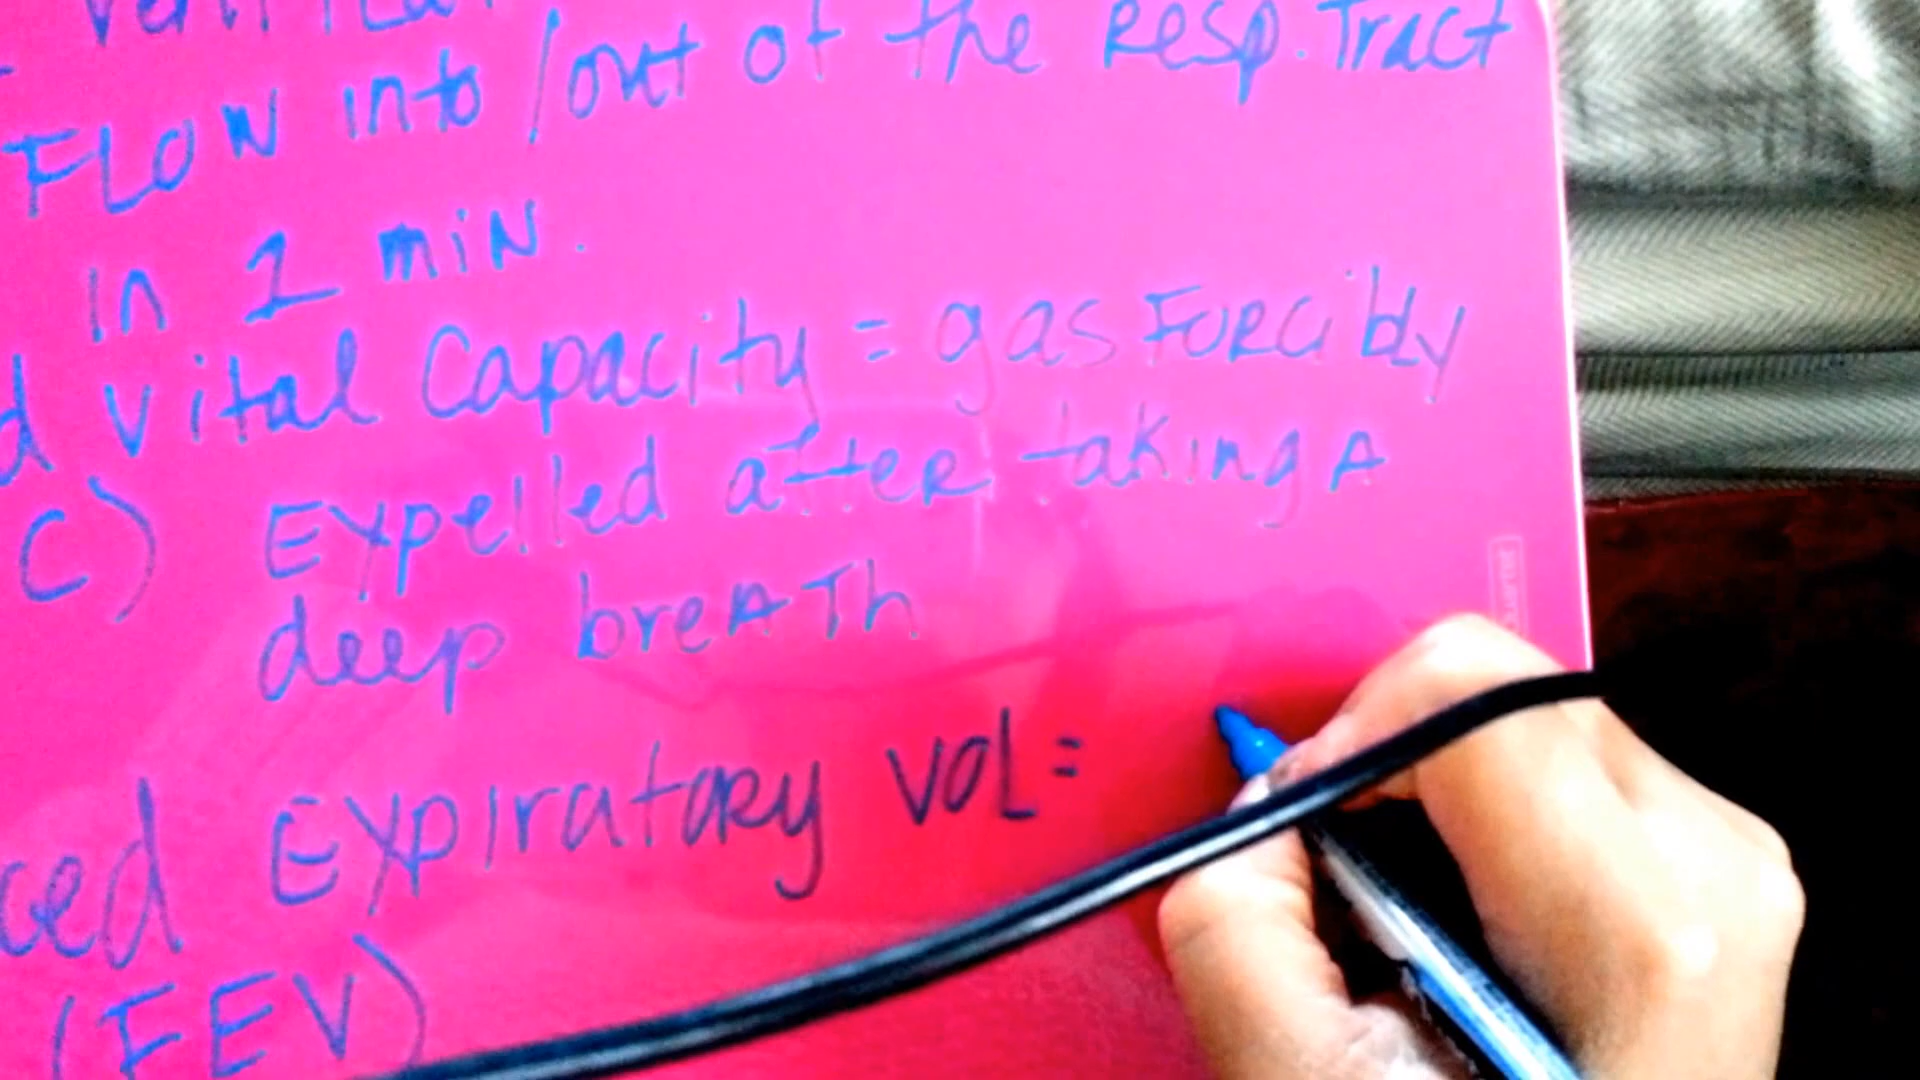 FLOW into/out of the Resp. Tract
in 1 miN.
d Vital Capacity = gas FORCibly
C) Expelled after taking A
deep breATh
ced Expiratory VOL =
(FEV)